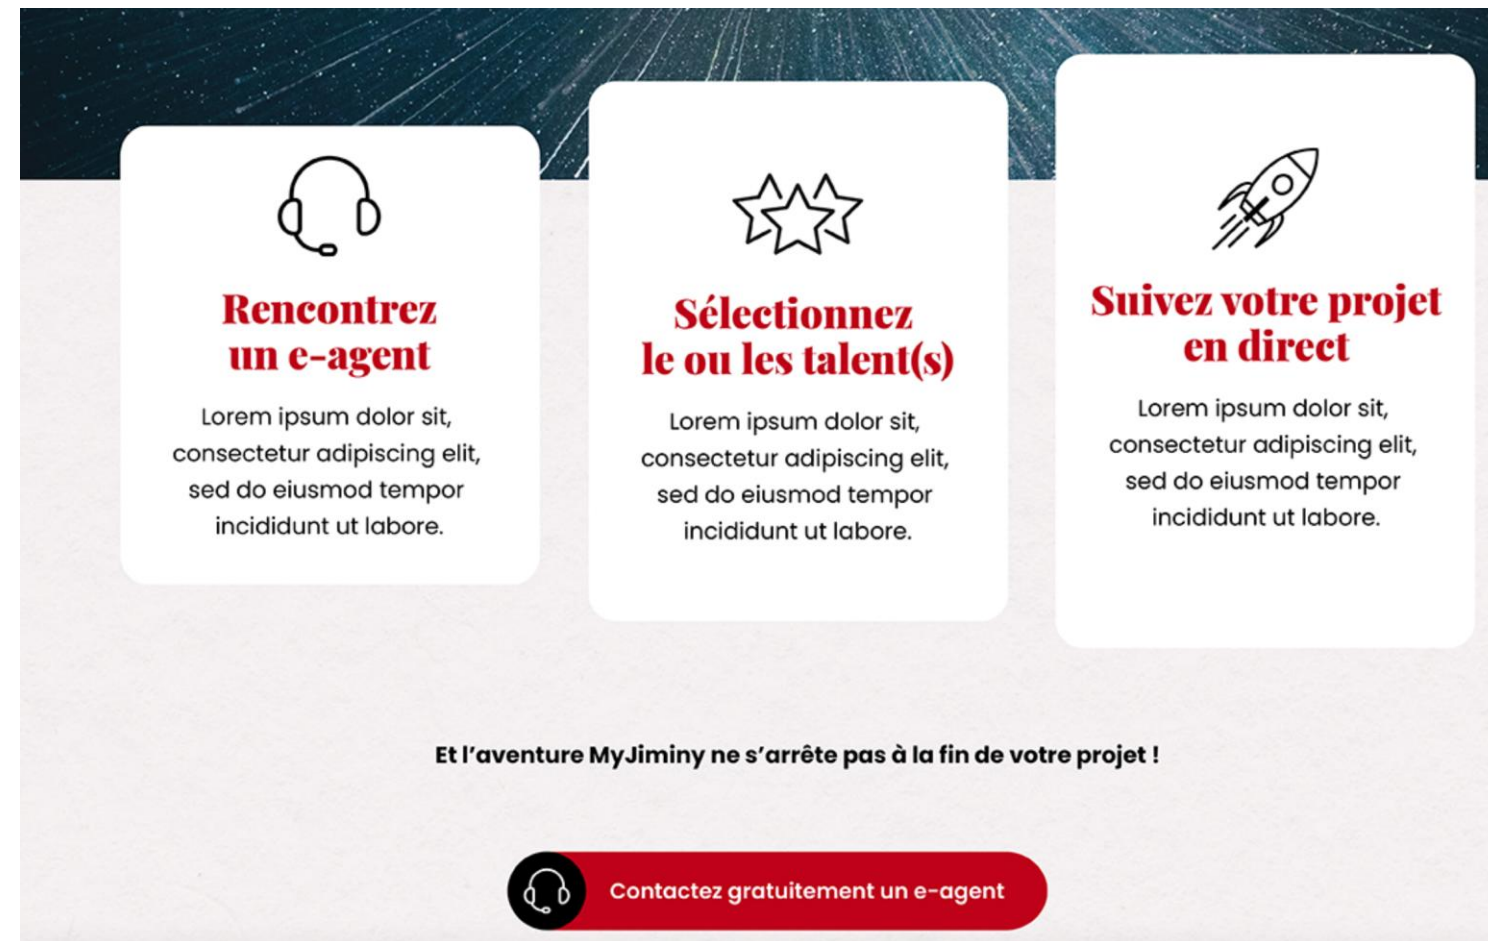 Rencontrez
un e-agent
Lorem ipsum dolor sit,
consectetur adipiscing elit,
sed do eiusmod tempor
incididunt ut labore.
Sélectionnez
le ou les talent(s)
Lorem ipsum dolor sit,
consectetur adipiscing elit,
sed do eiusmod tempor
incididunt ut labore.
Suivez votre projet
en direct
Lorem ipsum dolor sit,
consectetur adipiscing elit,
sed do eiusmod tempor
incididunt ut labore.
Et l’aventure MyJiminy ne s’arrête pas à la fin de votre projet !
Contactez gratuitement un e-agent